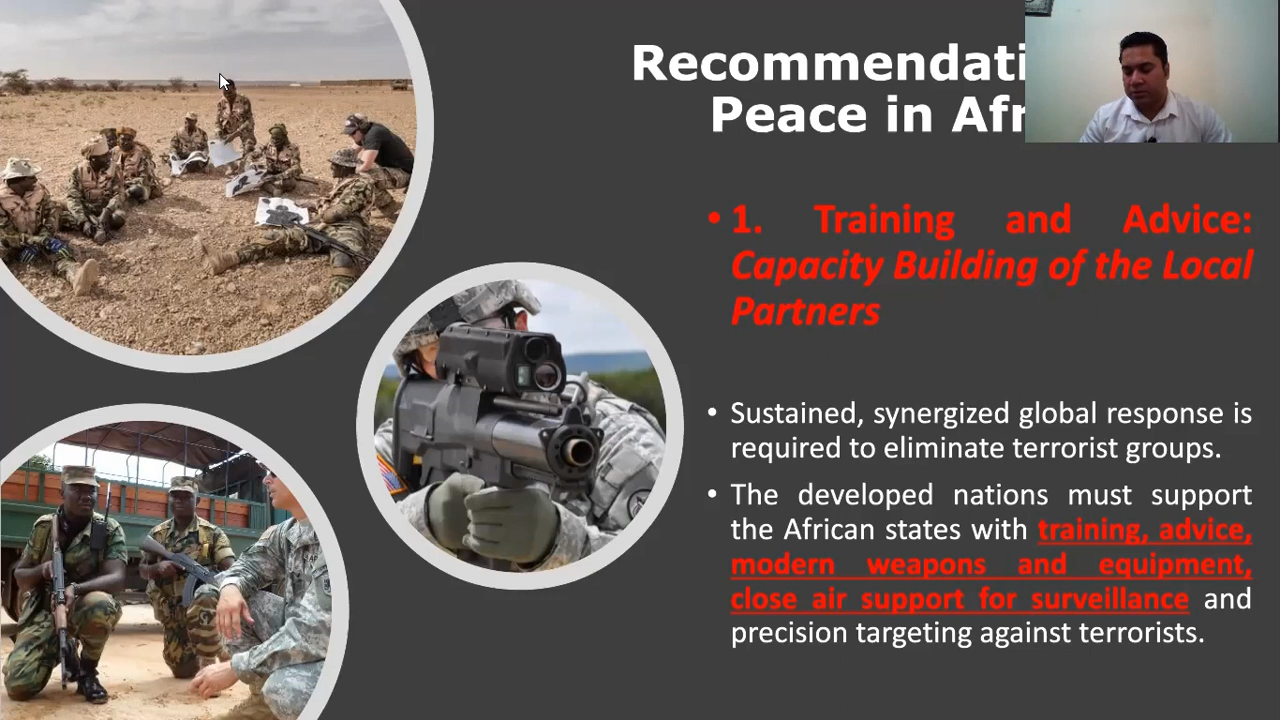 Recommendati
Peace in Afr
• 1. Training and Advice:
Capacity Building of the Local
Partners
• Sustained, synergized global response is
required to eliminate terrorist groups.
• The developed nations must support
the African states with training, advice,
modern weapons and equipment,
close air support for surveillance and
precision targeting against terrorists.